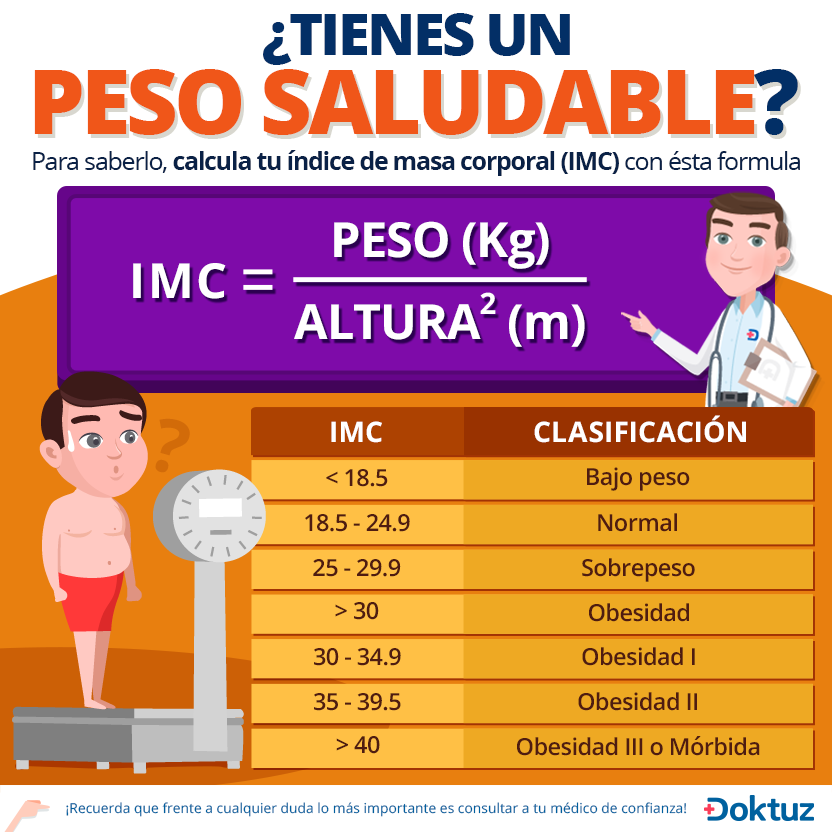 ¿TIENES UN
PESO SALUDABLE?
Para saberlo, calcula tu índice de masa corporal (IMC) con ésta formula
IMC = PESO (Kg)
ALTURA² (m)
IMC CLASIFICACIÓN
< 18.5 Bajo peso
18.5 - 24.9 Normal
25 - 29.9 Sobrepeso
> 30 Obesidad
30 - 34.9 Obesidad I
35 - 39.5 Obesidad II
> 40 Obesidad III o Mórbida
?
¡Recuerda que frente a cualquier duda lo más importante es consultar a tu médico de confianza!
Doktuz